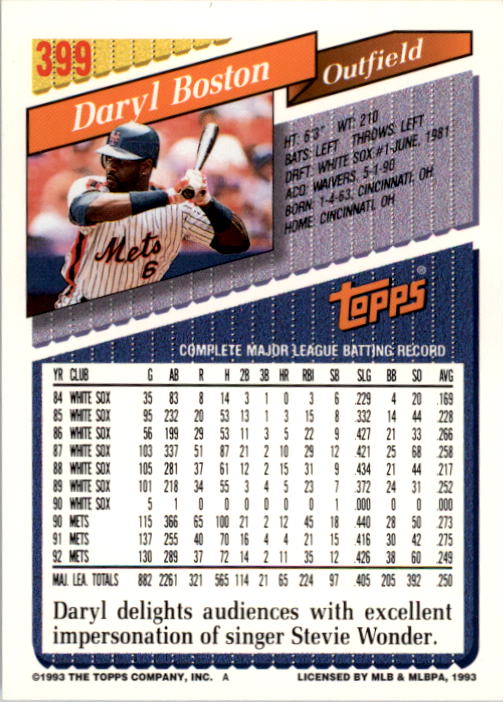 399
Daryl Boston
Outfield
HT: 6'3" WT: 210
BATS: LEFT THROWS: LEFT
DRFT: WHITE SOX #1-JUNE, 1981
ACQ: WAIVERS, 5-1-90
BORN: 1-4-63, CINCINNATI, OH
HOME: CINCINNATI, OH
Mets
6
TOPPS®
COMPLETE MAJOR LEAGUE BATTING RECORD
YR CLUB G AB R H 2B 3B HR RBI SB SLG BB SO AVG
84 WHITE SOX 35 83 8 14 3 1 0 3 6 .229 4 20 .169
85 WHITE SOX 95 232 20 53 13 1 3 15 8 .332 14 44 .228
86 WHITE SOX 56 199 29 53 11 3 5 22 9 .427 21 33 .266
87 WHITE SOX 103 337 51 87 21 2 10 29 12 .421 25 68 .258
88 WHITE SOX 105 281 37 61 12 2 15 31 9 .434 21 44 .217
89 WHITE SOX 101 218 34 55 3 4 5 23 7 .372 24 31 .252
90 WHITE SOX 5 1 0 0 0 0 0 0 1 .000 0 0 .000
90 METS 115 366 65 100 21 2 12 45 18 .440 28 50 .273
91 METS 137 255 40 70 16 4 4 21 15 .416 30 42 .275
92 METS 130 289 37 72 14 2 11 35 12 .426 38 60 .249
MAJ. LEA. TOTALS 882 2261 321 565 114 21 65 224 97 .405 205 392 .250
Daryl delights audiences with excellent
impersonation of singer Stevie Wonder.
©1993 THE TOPPS COMPANY, INC. A LICENSED BY MLB & MLBPA, 1993